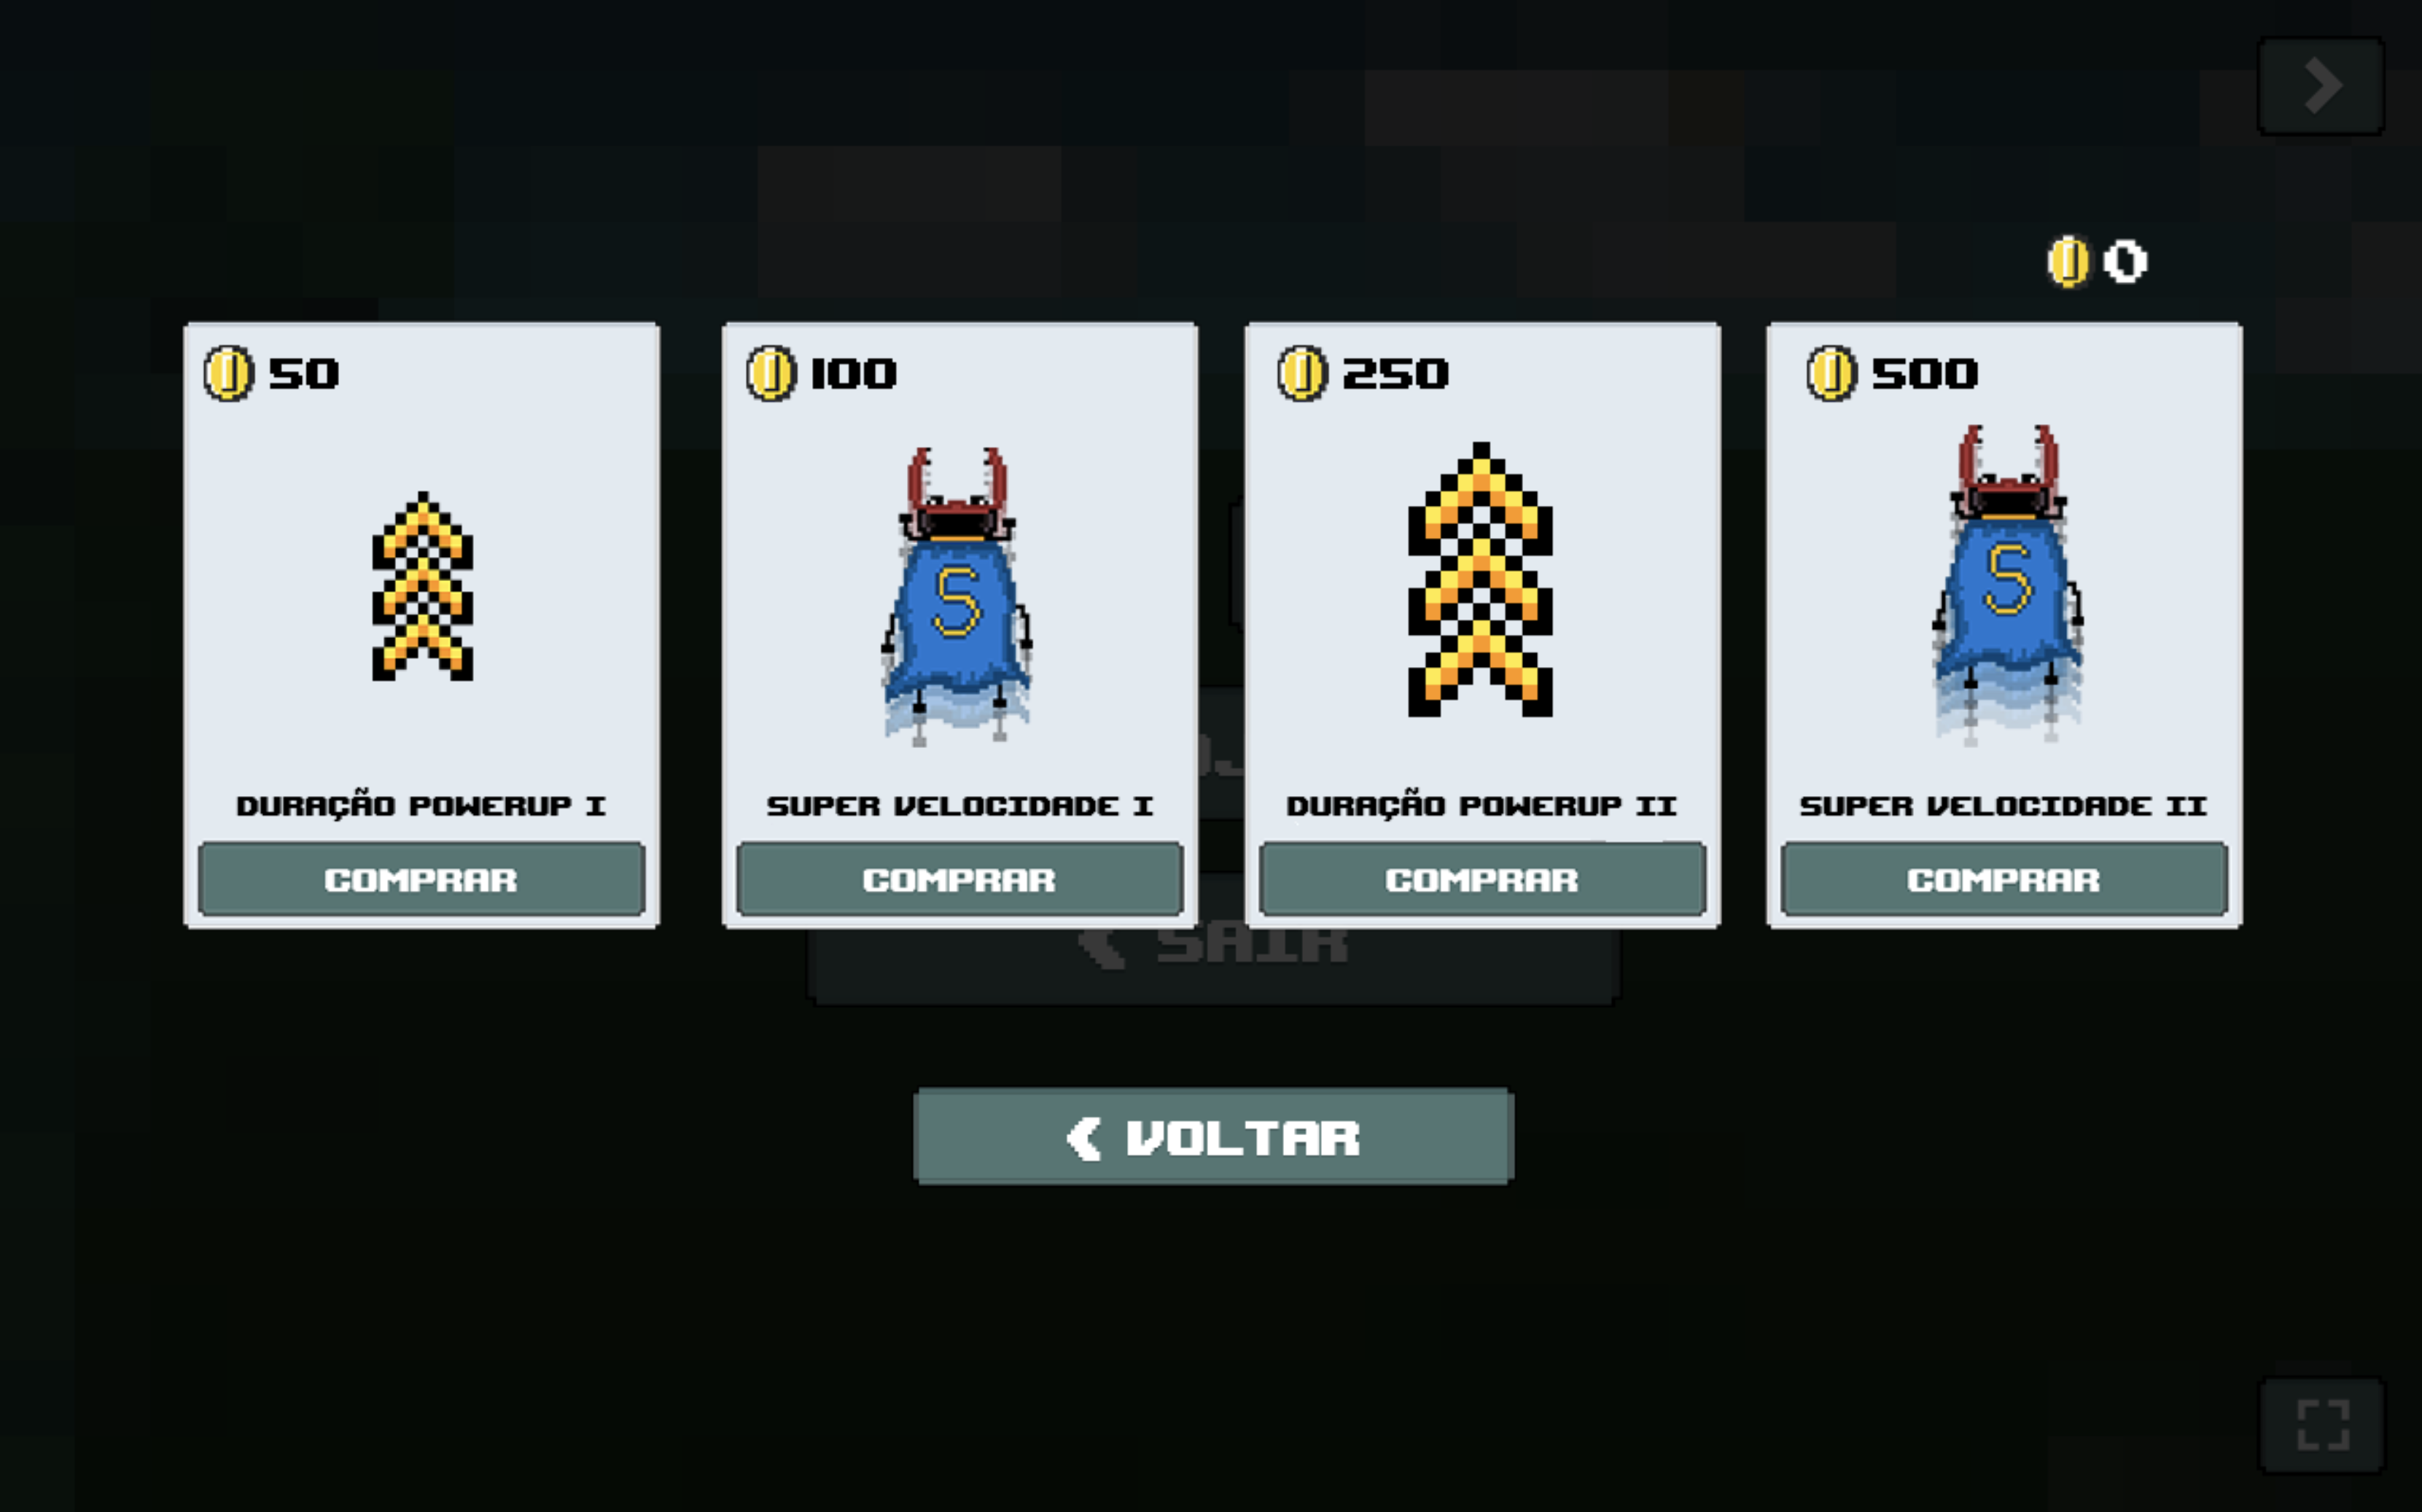 0
50
100
250
500
S
S
DURAÇÃO POWERUP I
SUPER VELOCIDADE I
DURAÇÃO POWERUP II
SUPER VELOCIDADE II
COMPRAR
COMPRAR
COMPRAR
COMPRAR
SAIR
VOLTAR